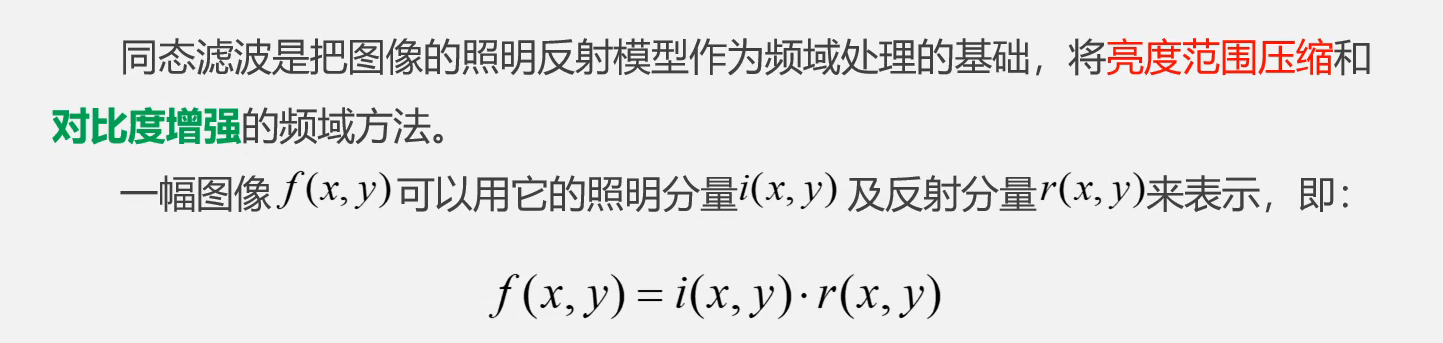 同态滤波是把图像的照明反射模型作为频域处理的基础，将亮度范围压缩和
对比度增强的频域方法。
一幅图像 f(x, y) 可以用它的照明分量 i(x, y) 及反射分量 r(x, y) 来表示，即：
f(x, y) = i(x, y) · r(x, y)